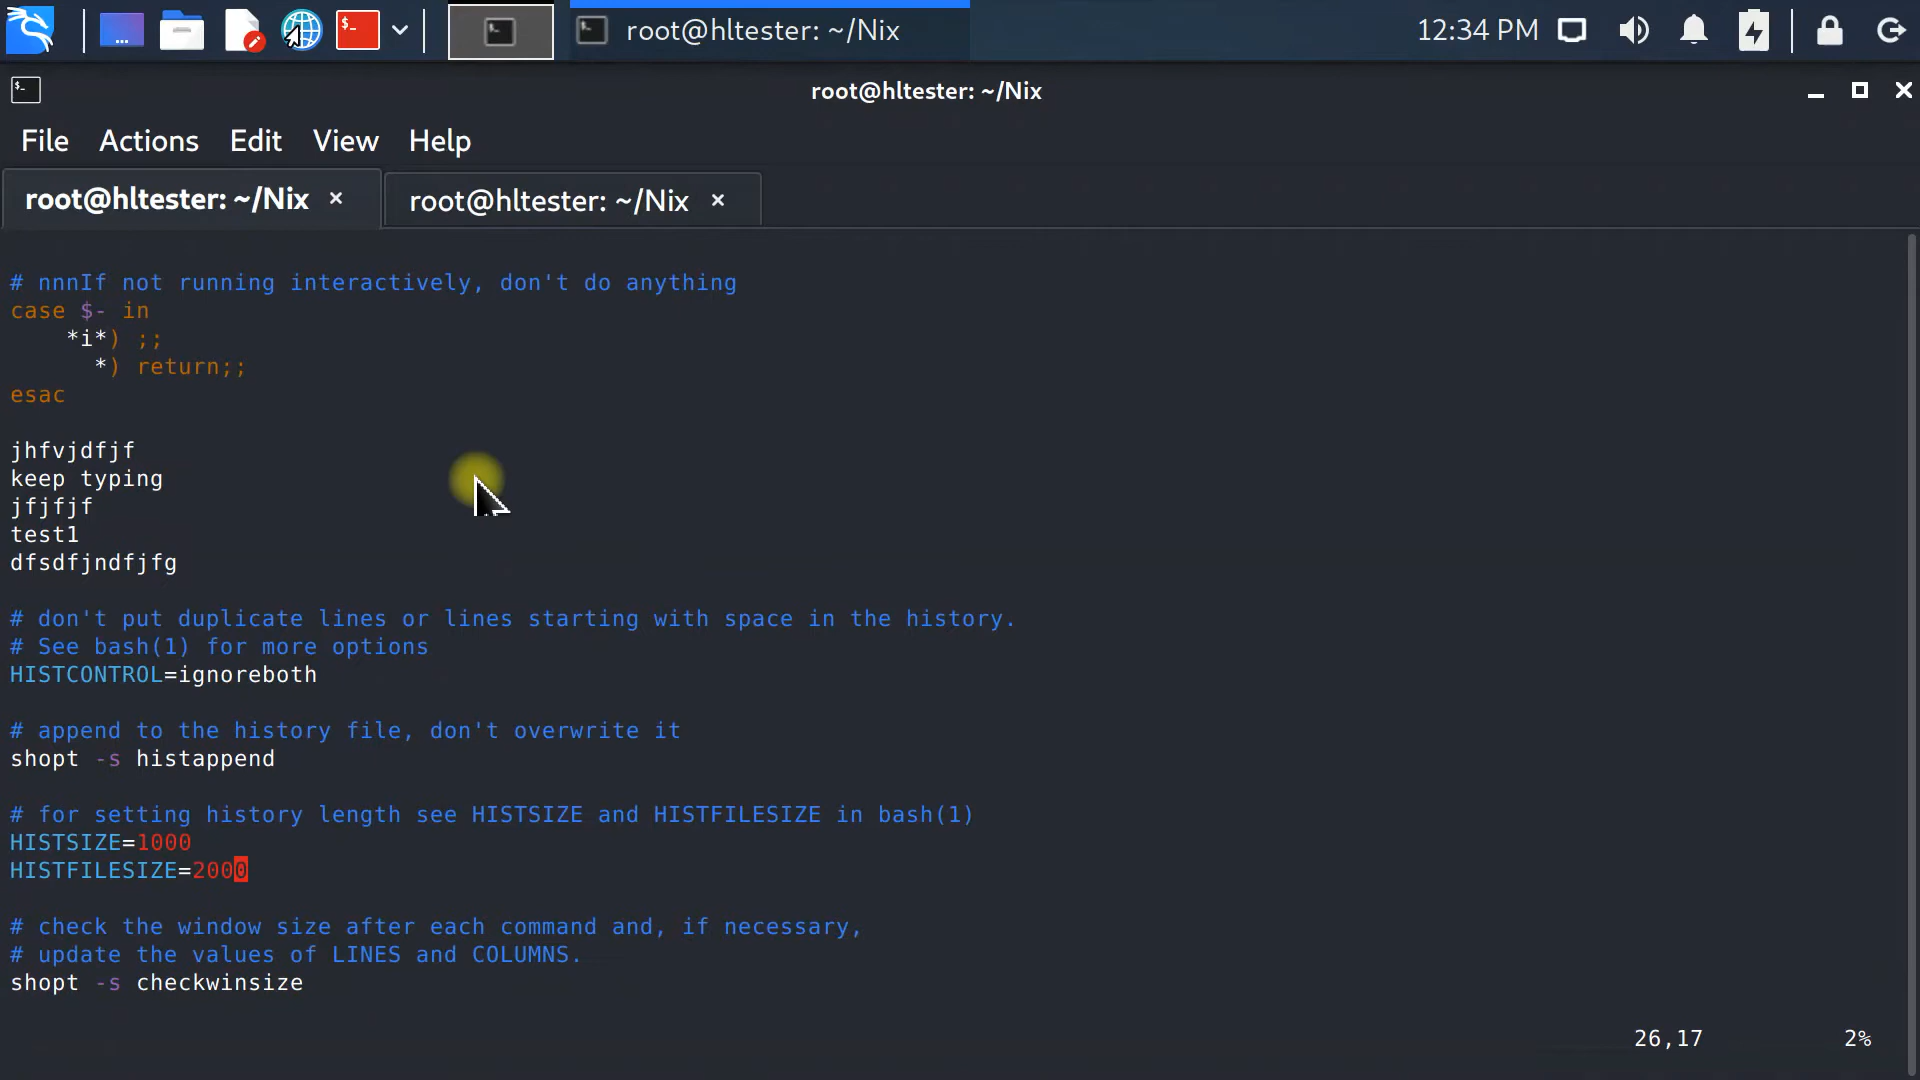 root@hltester: ~/Nix
12:34 PM
root@hltester: ~/Nix
File Actions Edit View Help
root@hltester: ~/Nix × root@hltester: ~/Nix ×
# nnnIf not running interactively, don't do anything
case $- in
    *i*) ;;
      *) return;;
esac
jhfvjdfjf
keep typing
jfjfjf
test1
dfsdfjndfjfg
# don't put duplicate lines or lines starting with space in the history.
# See bash(1) for more options
HISTCONTROL=ignoreboth
# append to the history file, don't overwrite it
shopt -s histappend
# for setting history length see HISTSIZE and HISTFILESIZE in bash(1)
HISTSIZE=1000
HISTFILESIZE=2000
# check the window size after each command and, if necessary,
# update the values of LINES and COLUMNS.
shopt -s checkwinsize
26,17 2%